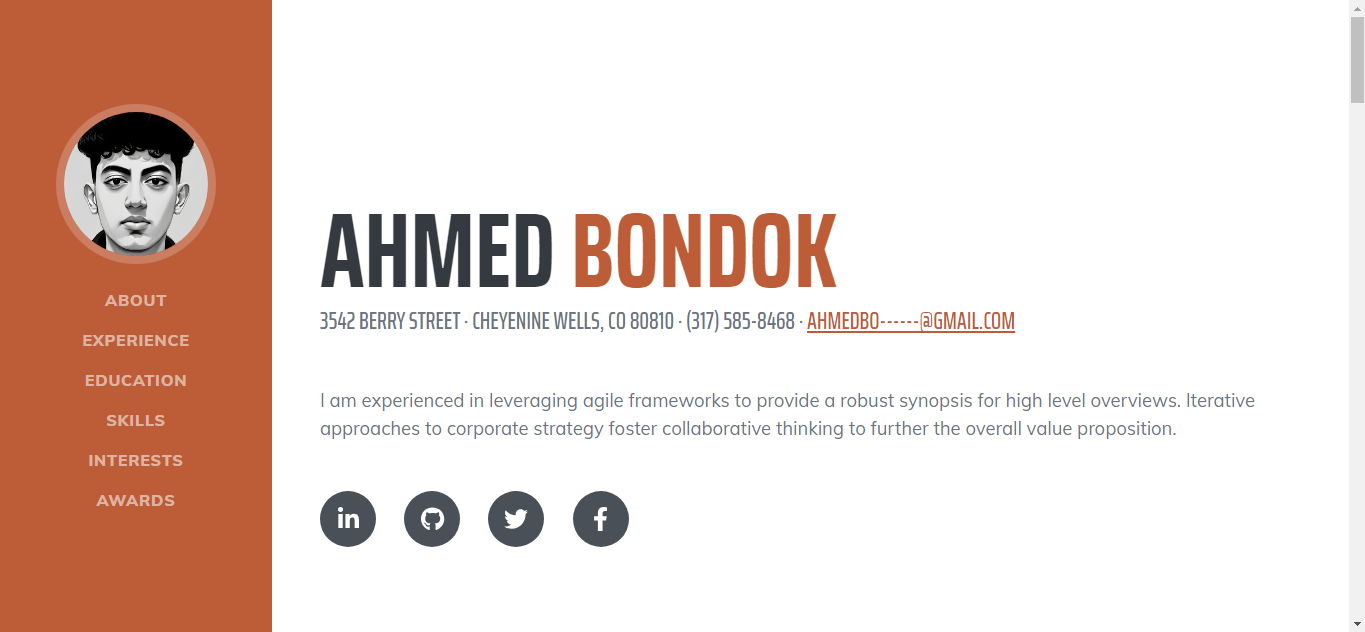 ABOUT
EXPERIENCE
EDUCATION
SKILLS
INTERESTS
AWARDS
AHMED BONDOK
3542 BERRY STREET · CHEYENINE WELLS, CO 80810 · (317) 585-8468 · AHMEDBO------@GMAIL.COM
I am experienced in leveraging agile frameworks to provide a robust synopsis for high level overviews. Iterative
approaches to corporate strategy foster collaborative thinking to further the overall value proposition.
in